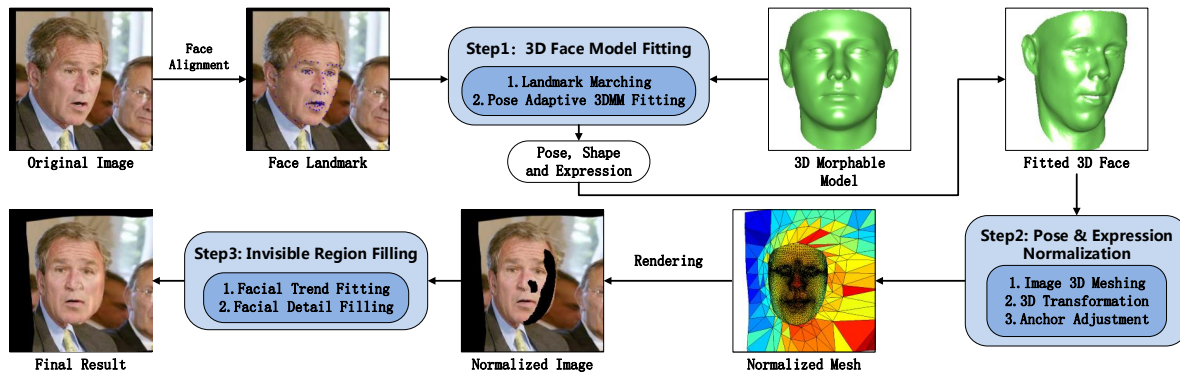 Face
Alignment
Step1: 3D Face Model Fitting
1. Landmark Marching
2. Pose Adaptive 3DMM Fitting
Original Image
Face Landmark
Pose, Shape
and Expression
3D Morphable
Model
Fitted 3D Face
Step2: Pose & Expression
Normalization
1. Image 3D Meshing
2. 3D Transformation
3. Anchor Adjustment
Rendering
Step3: Invisible Region Filling
1. Facial Trend Fitting
2. Facial Detail Filling
Final Result
Normalized Image
Normalized Mesh